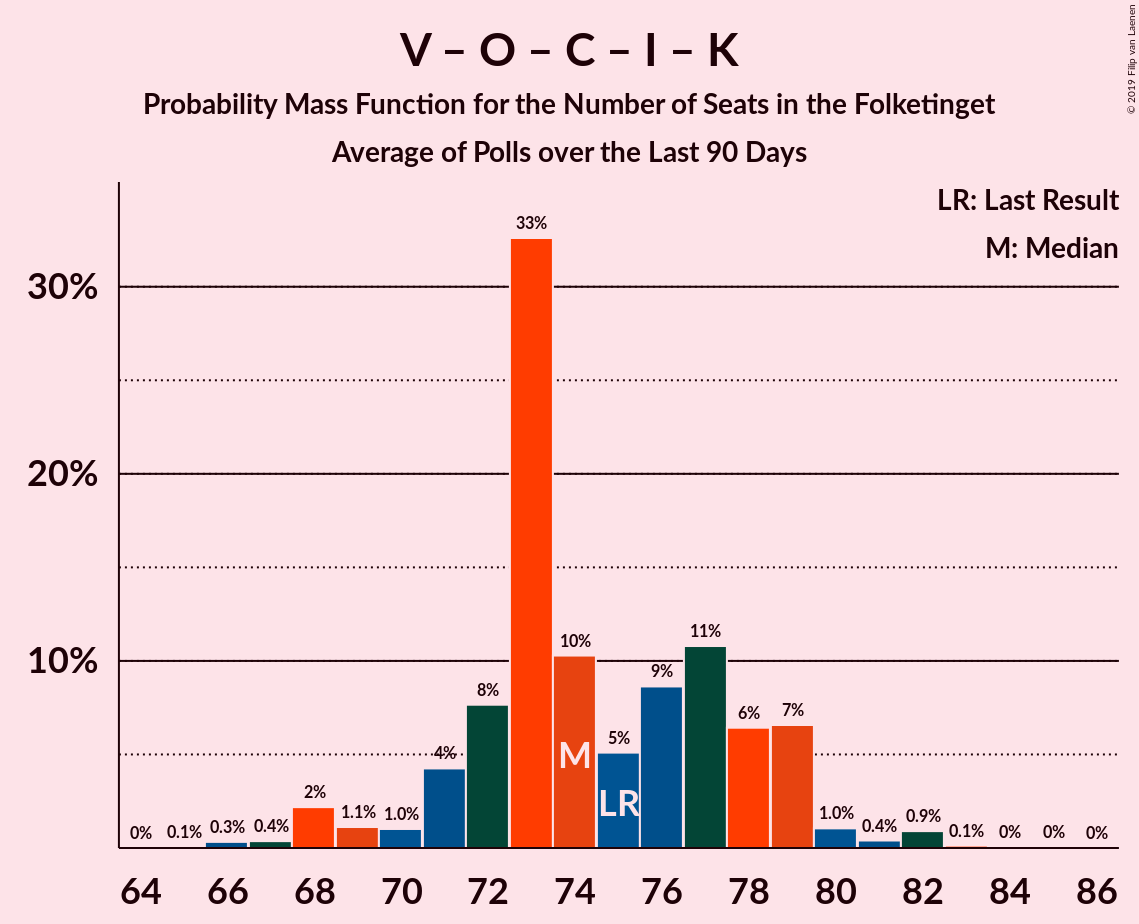 V – O – C – I – K
Probability Mass Function for the Number of Seats in the Folketinget
Average of Polls over the Last 90 Days
© 2019 Filip van Laenen
LR: Last Result
M: Median
30%
20%
10%
0% 0.1% 0.3% 0.4% 2% 1.1% 1.0% 4% 8% 33% 10% 5% 9% 11% 6% 7% 1.0% 0.4% 0.9% 0.1% 0% 0% 0%
M
LR
64 66 68 70 72 74 76 78 80 82 84 86